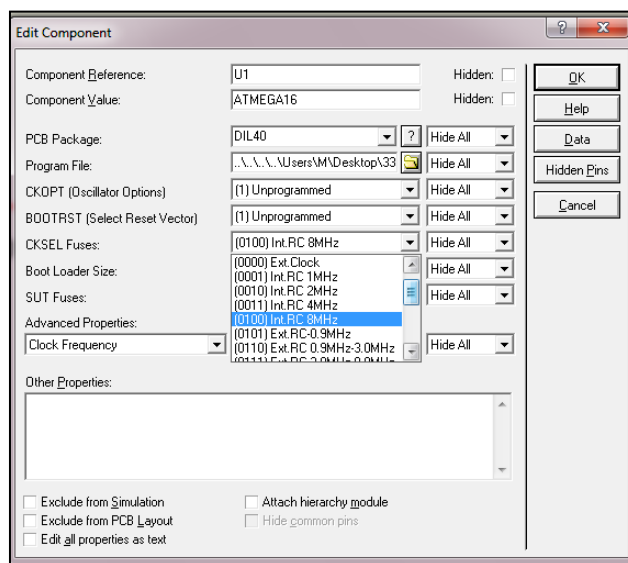 Edit Component
Component Reference: U1 Hidden: OK
Component Value: ATMEGA16 Hidden: Help
PCB Package: DIL40 ? Hide All Data
Program File: ..\..\..\..\Users\M\Desktop\33 Hide All Hidden Pins
CKOPT (Oscillator Options) (1) Unprogrammed Hide All
BOOTRST (Select Reset Vector) (1) Unprogrammed Hide All Cancel
CKSEL Fuses: (0100) Int.RC 8MHz Hide All
Boot Loader Size: Hide All
SUT Fuses: Hide All
(0000) Ext.Clock
(0001) Int.RC 1MHz
(0010) Int.RC 2MHz
(0011) Int.RC 4MHz
(0100) Int.RC 8MHz
(0101) Ext.RC-0.9MHz
(0110) Ext.RC 0.9MHz-3.0MHz
Advanced Properties:
Clock Frequency Hide All
Other Properties:
Exclude from Simulation Attach hierarchy module
Exclude from PCB Layout Hide common pins
Edit all properties as text